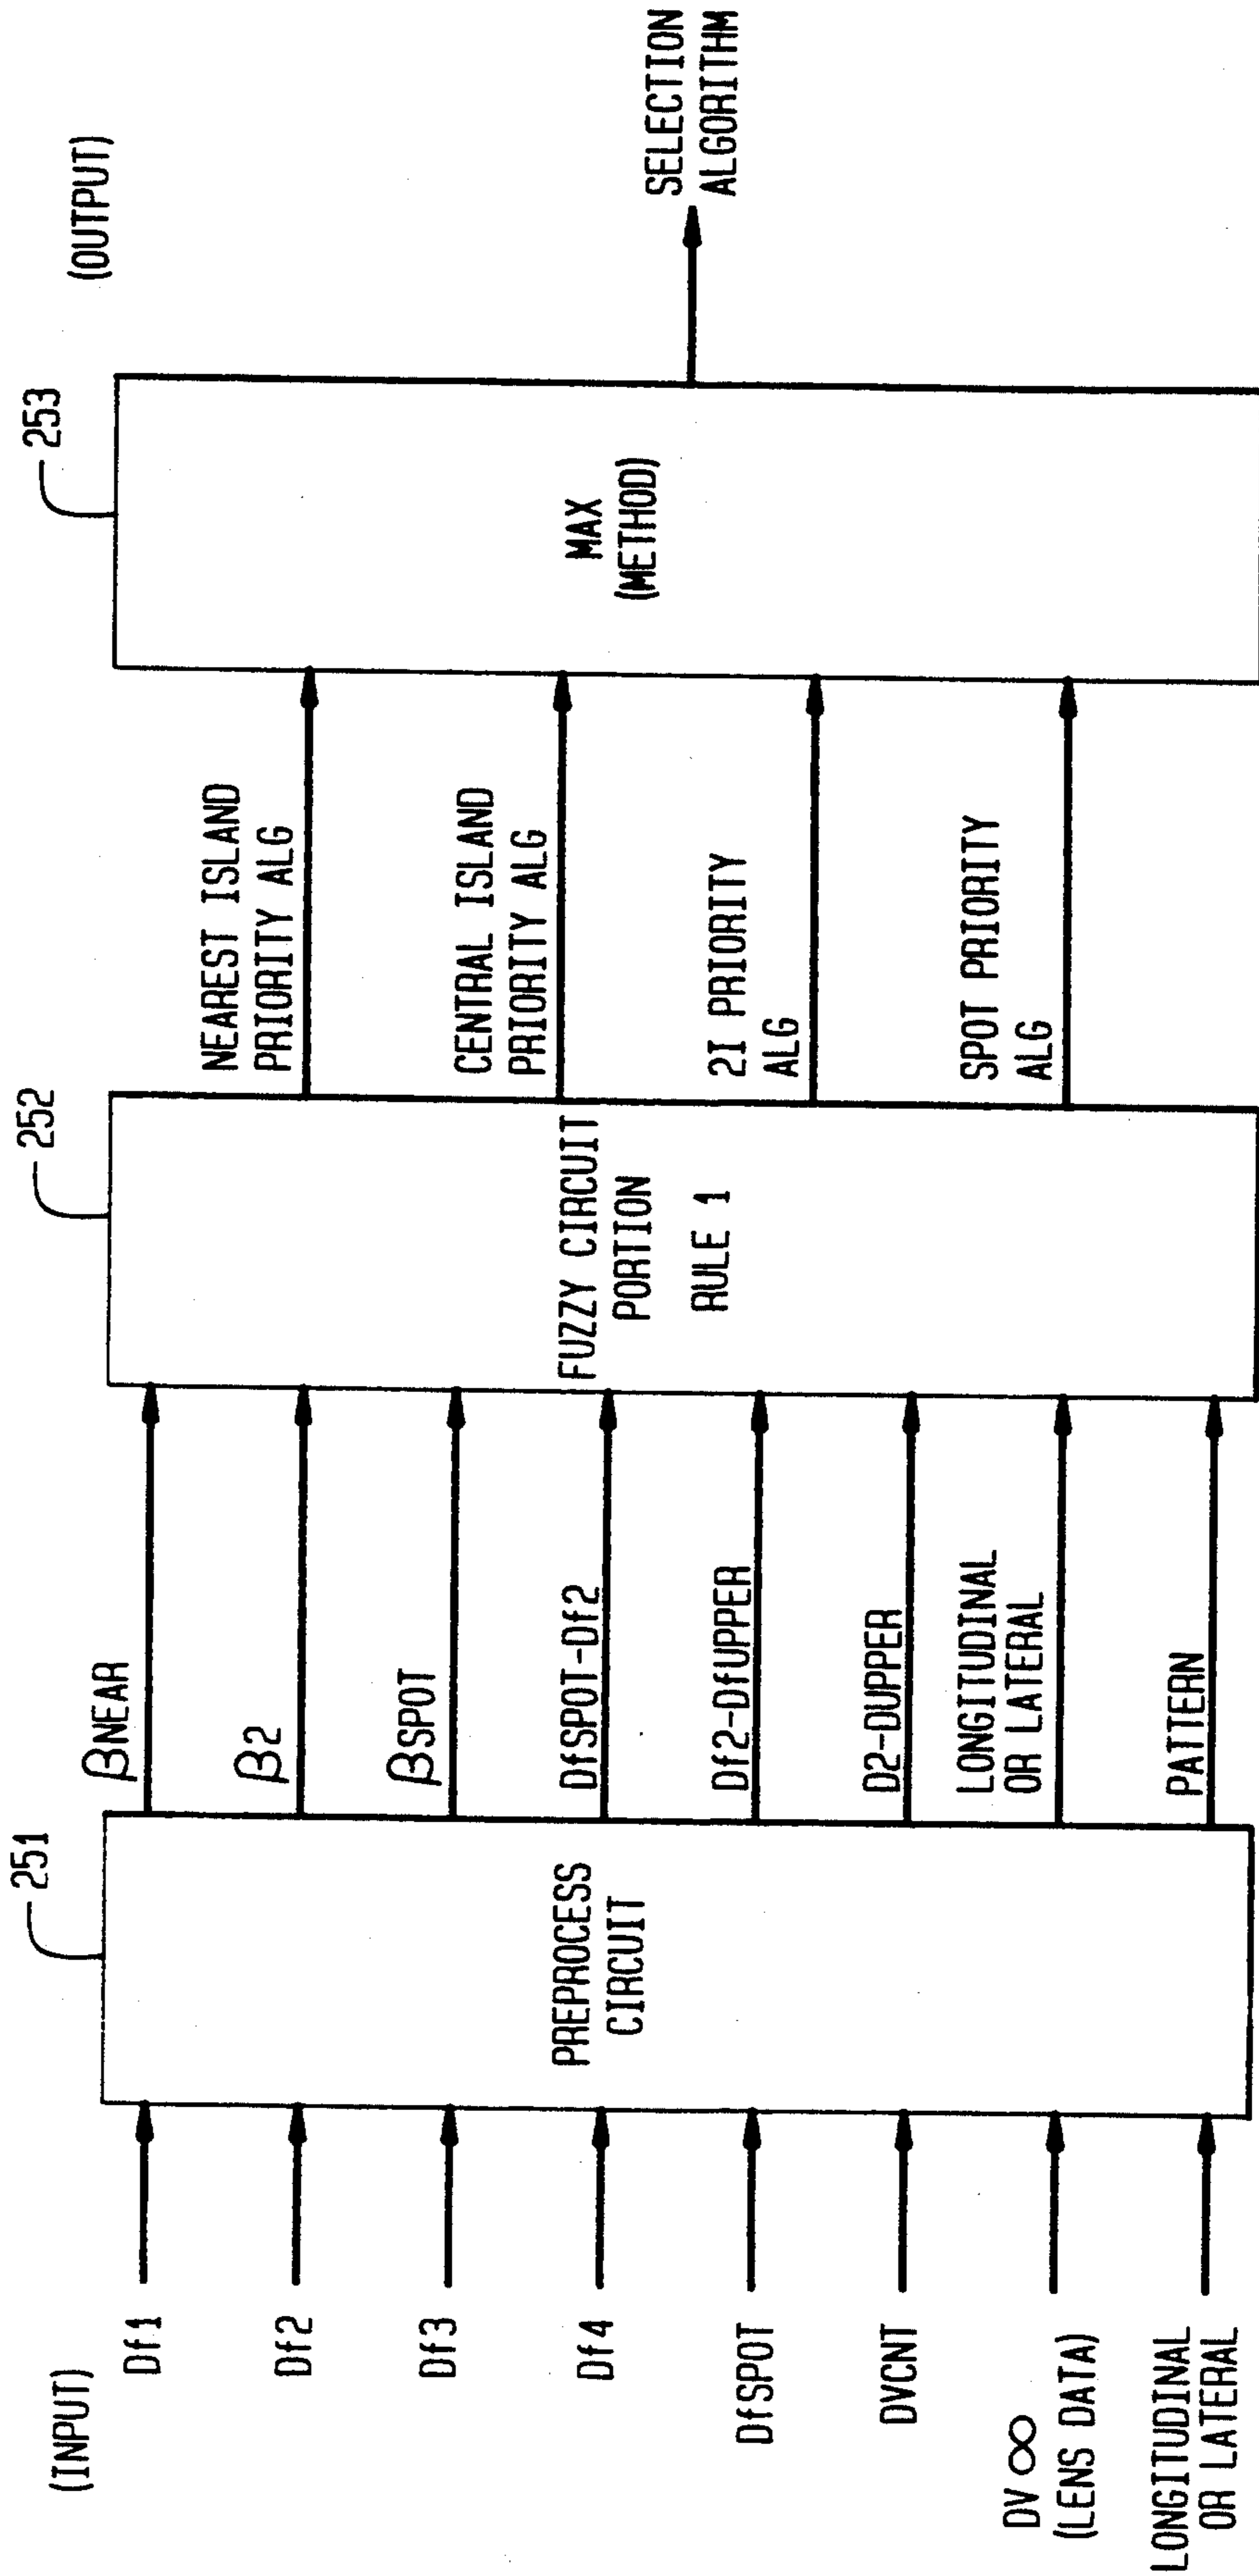 (INPUT)
Df1
Df2
Df3
Df4
DfSPOT
DVCNT
DV ∞
(LENS DATA)
LONGITUDINAL
OR LATERAL
251
PREPROCESS
CIRCUIT
βNEAR
β2
βSPOT
DfSPOT-Df2
Df2-DfUPPER
D2-DUPPER
LONGITUDINAL
OR LATERAL
PATTERN
252
FUZZY CIRCUIT
PORTION
RULE 1
NEAREST ISLAND
PRIORITY ALG
CENTRAL ISLAND
PRIORITY ALG
2I PRIORITY
ALG
SPOT PRIORITY
ALG
253
MAX
(METHOD)
(OUTPUT)
SELECTION
ALGORITHM